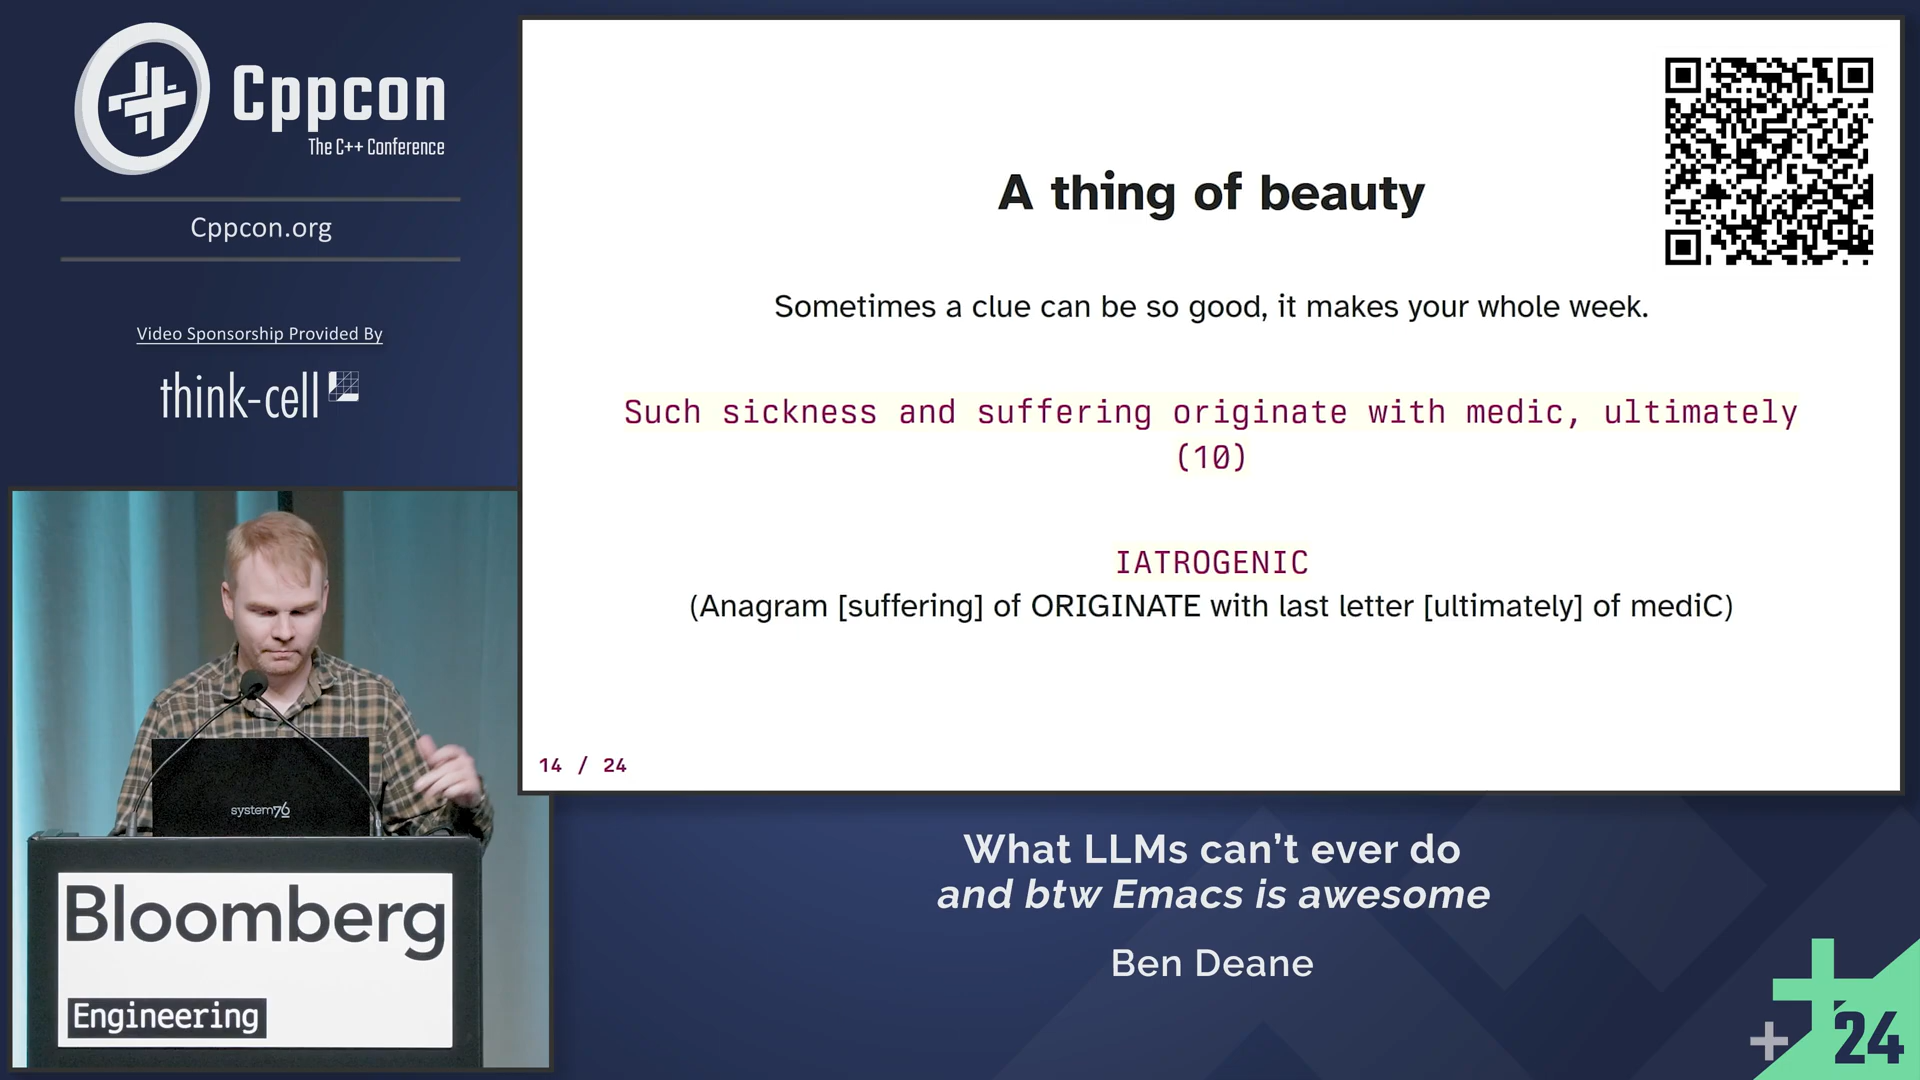 Cppcon
The C++ Conference
Cppcon.org
Video Sponsorship Provided By
think-cell
A thing of beauty
Sometimes a clue can be so good, it makes your whole week.
Such sickness and suffering originate with medic, ultimately
(10)
IATROGENIC
(Anagram [suffering] of ORIGINATE with last letter [ultimately] of mediC)
14 / 24
system76
Bloomberg
Engineering
What LLMs can’t ever do
and btw Emacs is awesome
Ben Deane
24